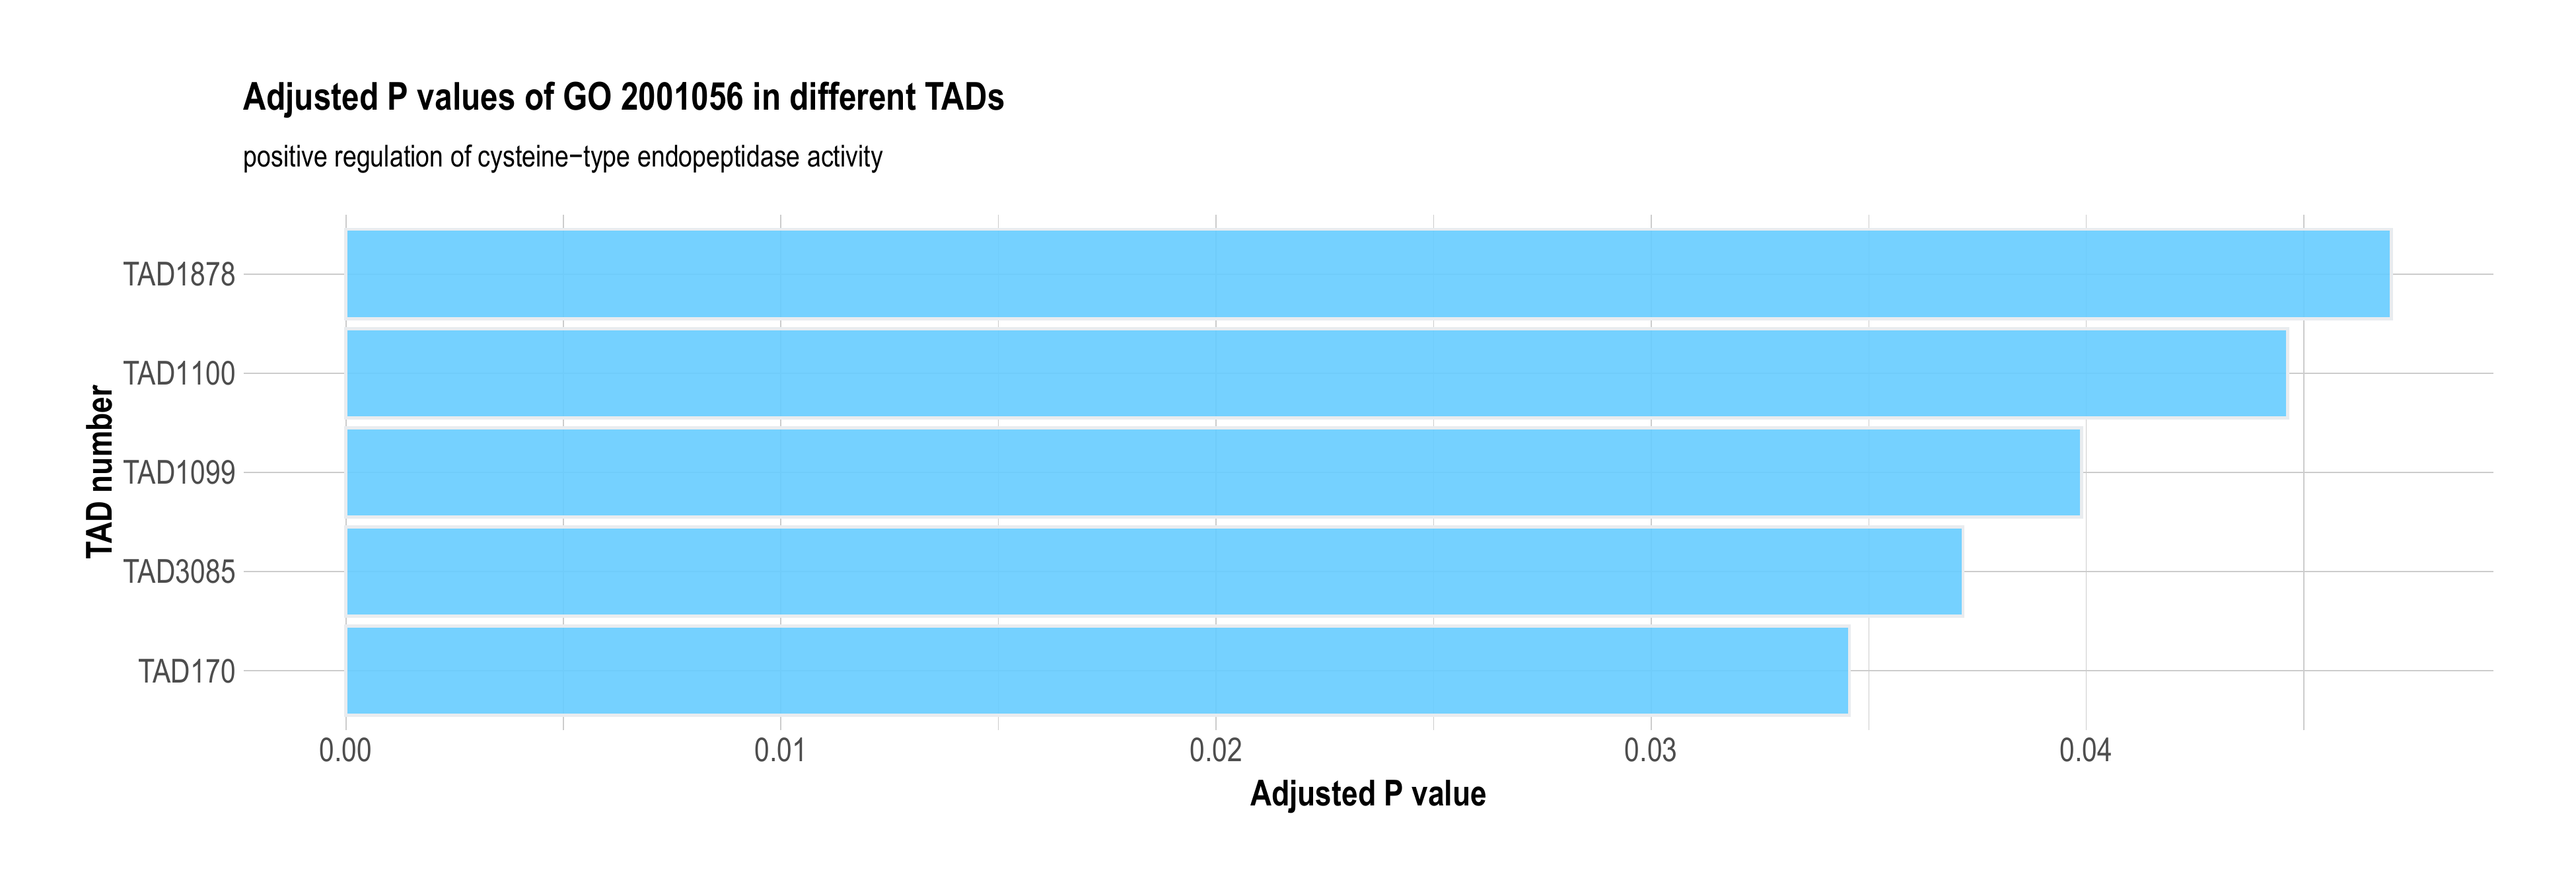 Adjusted P values of GO 2001056 in different TADs
positive regulation of cysteine−type endopeptidase activity
TAD number
TAD1878
TAD1100
TAD1099
TAD3085
TAD170
0.00 0.01 0.02 0.03 0.04
Adjusted P value